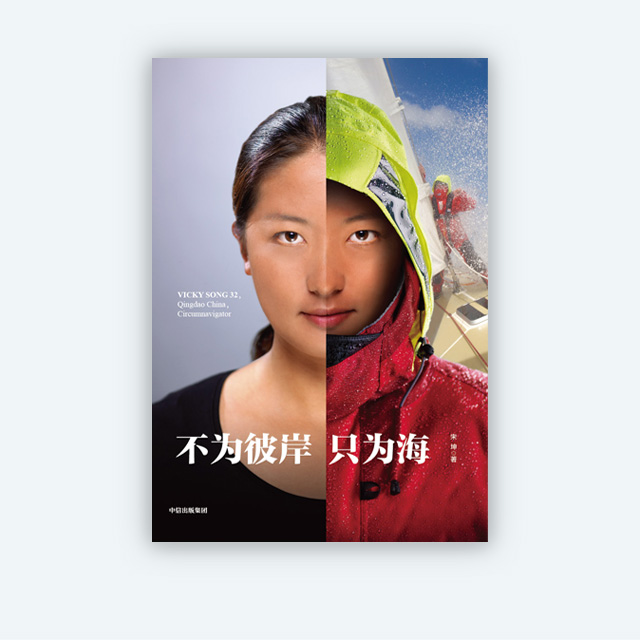 VICKY SONG 32,
Qingdao China,
Circumnavigator
不为彼岸 只为海
宋坤◎著
中信出版集团